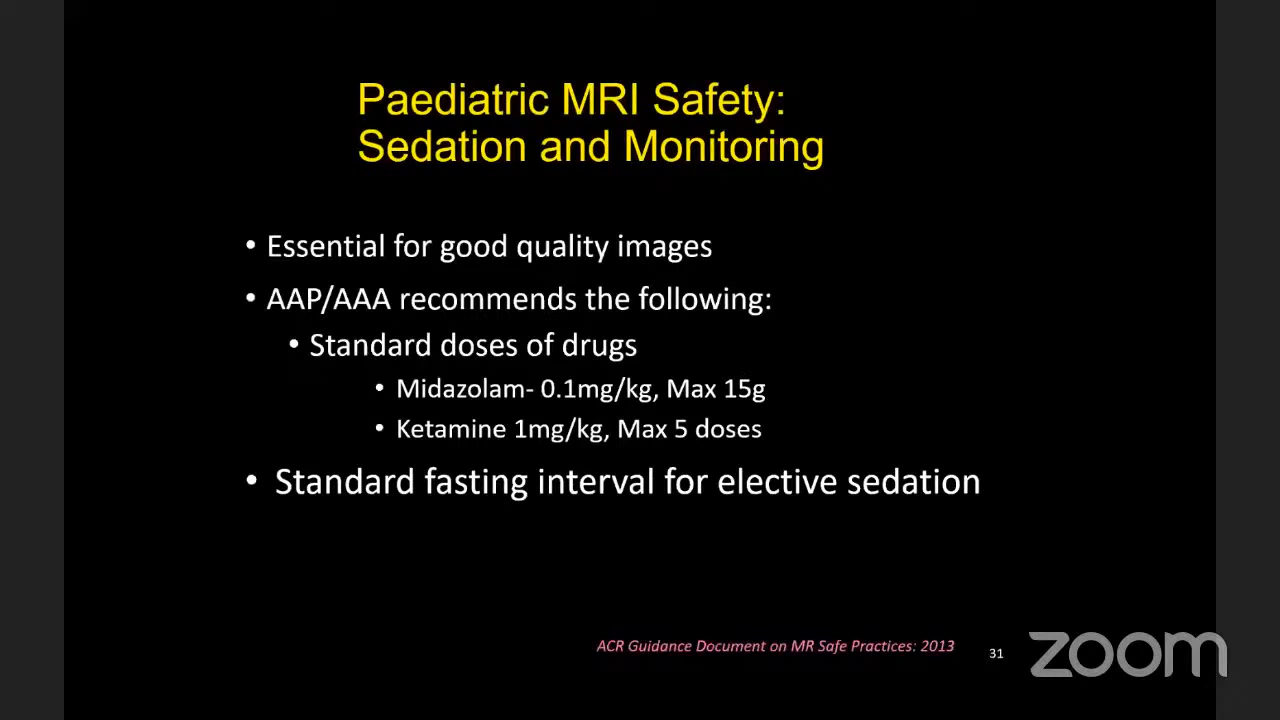 Paediatric MRI Safety:
Sedation and Monitoring
• Essential for good quality images
• AAP/AAA recommends the following:
• Standard doses of drugs
• Midazolam- 0.1mg/kg, Max 15g
• Ketamine 1mg/kg, Max 5 doses
• Standard fasting interval for elective sedation
ACR Guidance Document on MR Safe Practices: 2013
31
zoom